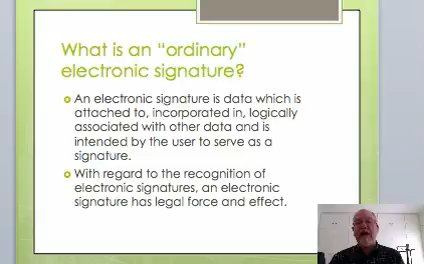 What is an “ordinary”
electronic signature?
An electronic signature is data which is
attached to, incorporated in, logically
associated with other data and is
intended by the user to serve as a
signature.
With regard to the recognition of
electronic signatures, an electronic
signature has legal force and effect.